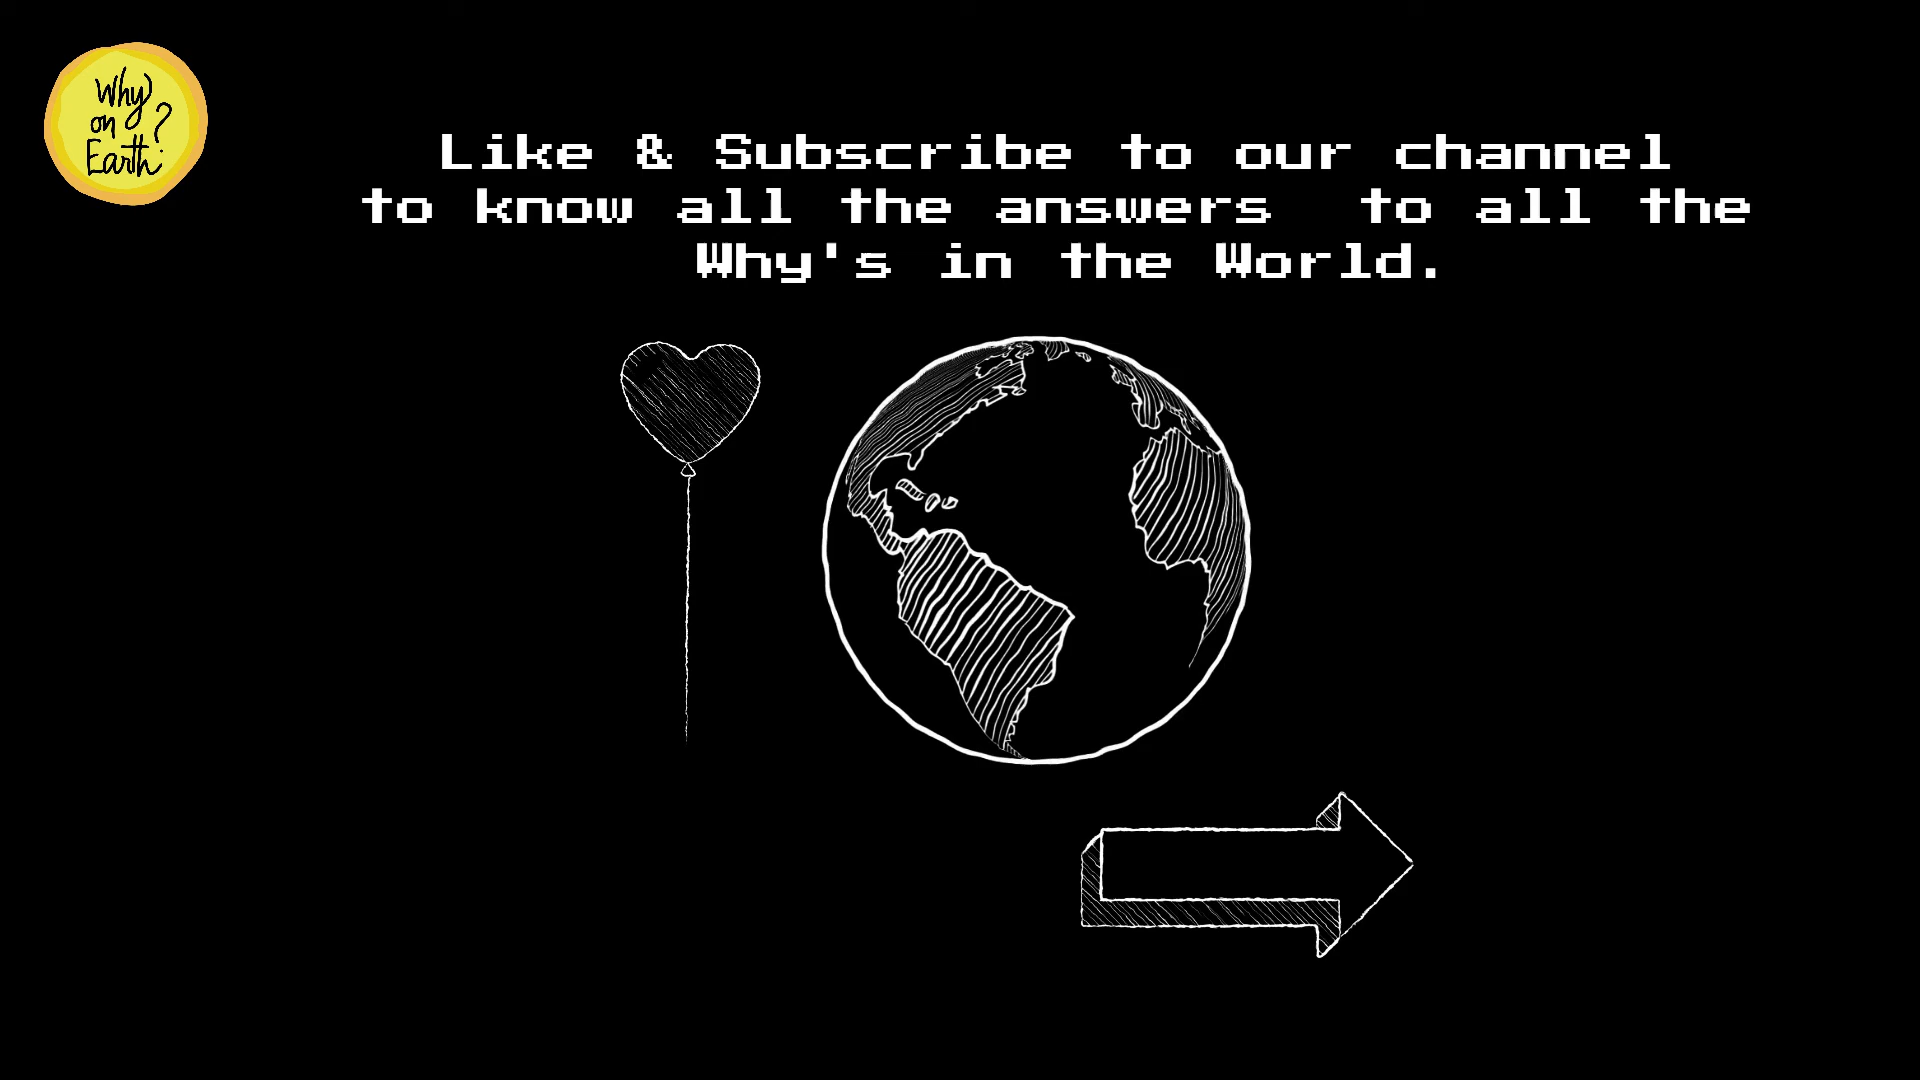 Why
on
Earth?
Like & Subscribe to our channel
to know all the answers  to all the
Why's in the World.